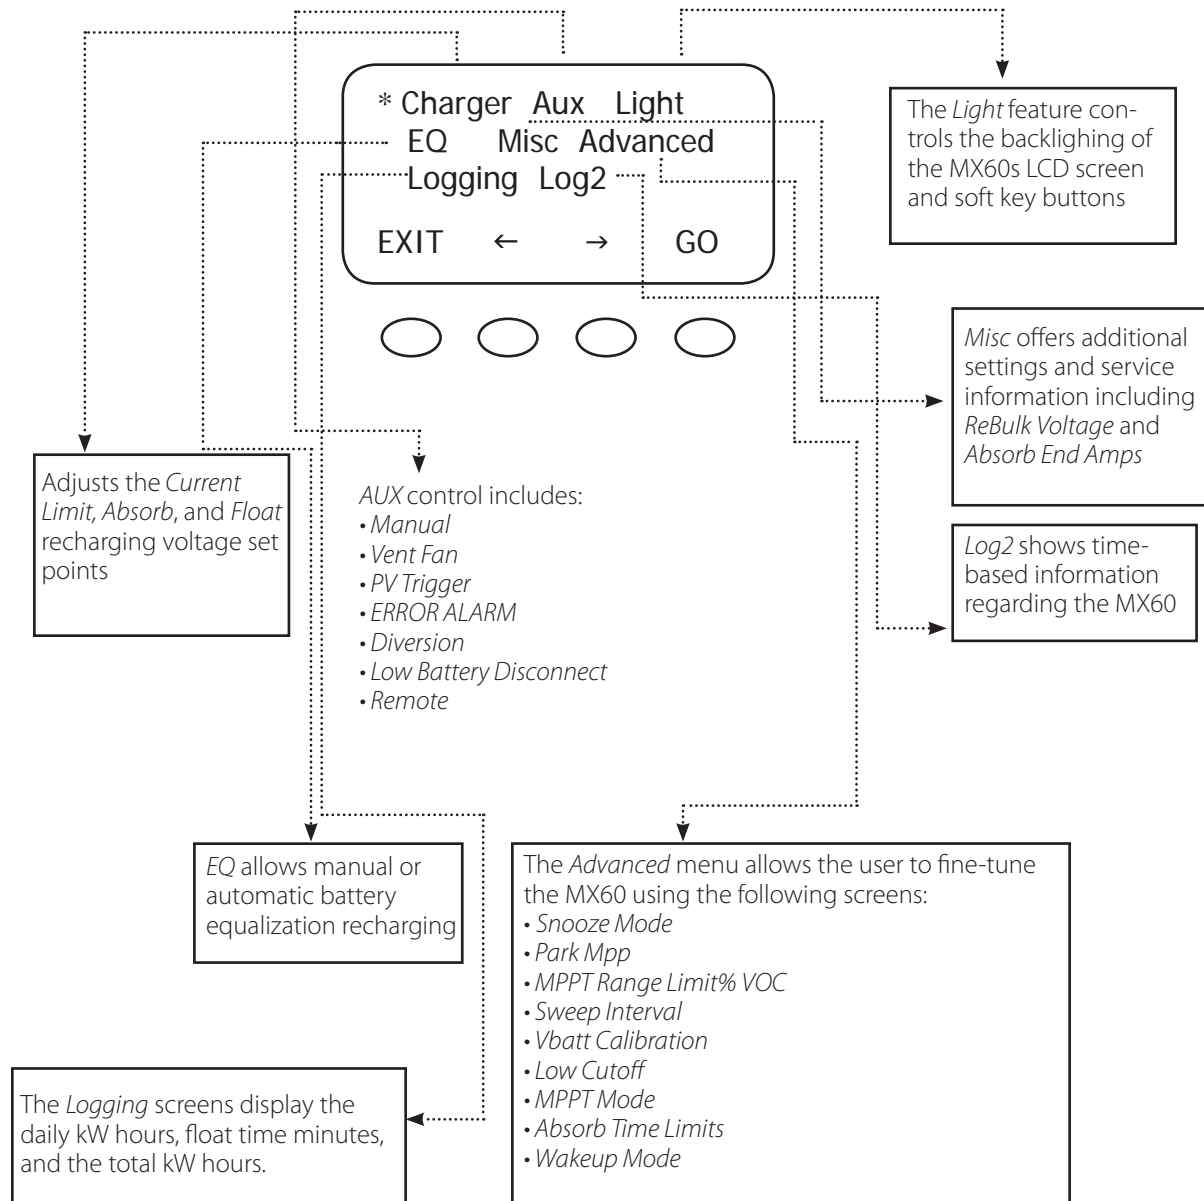 * Charger Aux Light
EQ Misc Advanced
Logging Log2
EXIT ← → GO
The Light feature con-
trols the backlighing of
the MX60s LCD screen
and soft key buttons
Misc offers additional
settings and service
information including
ReBulk Voltage and
Absorb End Amps
Adjusts the Current
Limit, Absorb, and Float
recharging voltage set
points
AUX control includes:
• Manual
• Vent Fan
• PV Trigger
• ERROR ALARM
• Diversion
• Low Battery Disconnect
• Remote
Log2 shows time-
based information
regarding the MX60
EQ allows manual or
automatic battery
equalization recharging
The Advanced menu allows the user to fine-tune
the MX60 using the following screens:
• Snooze Mode
• Park Mpp
• MPPT Range Limit% VOC
• Sweep Interval
• Vbatt Calibration
• Low Cutoff
• MPPT Mode
• Absorb Time Limits
• Wakeup Mode
The Logging screens display the
daily kW hours, float time minutes,
and the total kW hours.